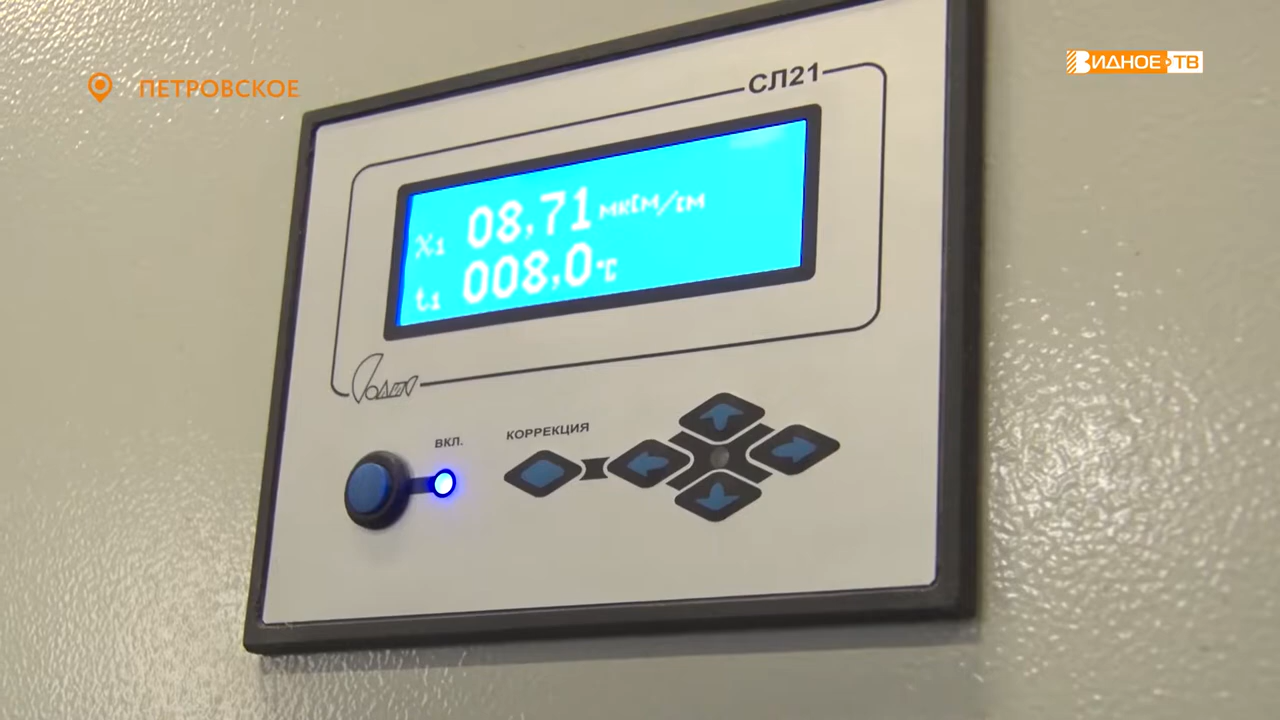 ПЕТРОВСКОЕ
ВИДНОЕ ТВ
СЛ21
χ1 08,71 мкСм/см
t1 008,0 °C
ВКЛ.
КОРРЕКЦИЯ